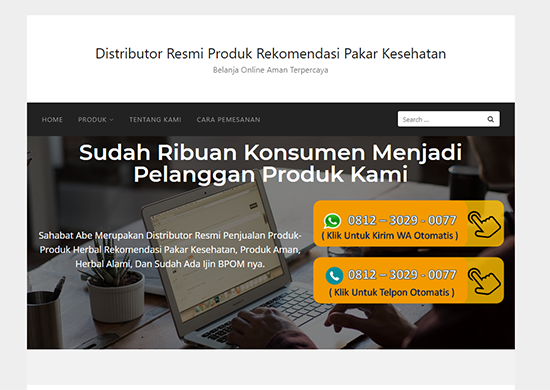 Distributor Resmi Produk Rekomendasi Pakar Kesehatan
Belanja Online Aman Terpercaya
HOME PRODUK TENTANG KAMI CARA PEMESANAN Search ...
Sudah Ribuan Konsumen Menjadi
Pelanggan Produk Kami
Sahabat Abe Merupakan Distributor Resmi Penjualan Produk-
Produk Herbal Rekomendasi Pakar Kesehatan, Produk Aman,
Herbal Alami, Dan Sudah Ada Ijin BPOM nya.
0812 – 3029 - 0077
( Klik Untuk Kirim WA Otomatis )
0812 – 3029 - 0077
( Klik Untuk Telpon Otomatis )